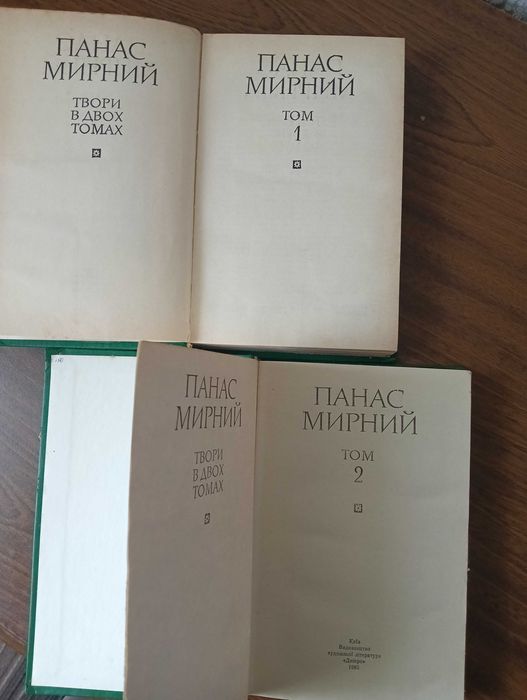 ПАНАС
МИРНИЙ
ТВОРИ
В ДВОХ
ТОМАХ
ПАНАС
МИРНИЙ
ТОМ
1
ПАНАС
МИРНИЙ
ТВОРИ
В ДВОХ
ТОМАХ
ПАНАС
МИРНИЙ
ТОМ
2
Київ
Видавництво
художньої літератури
«Дніпро»
1985